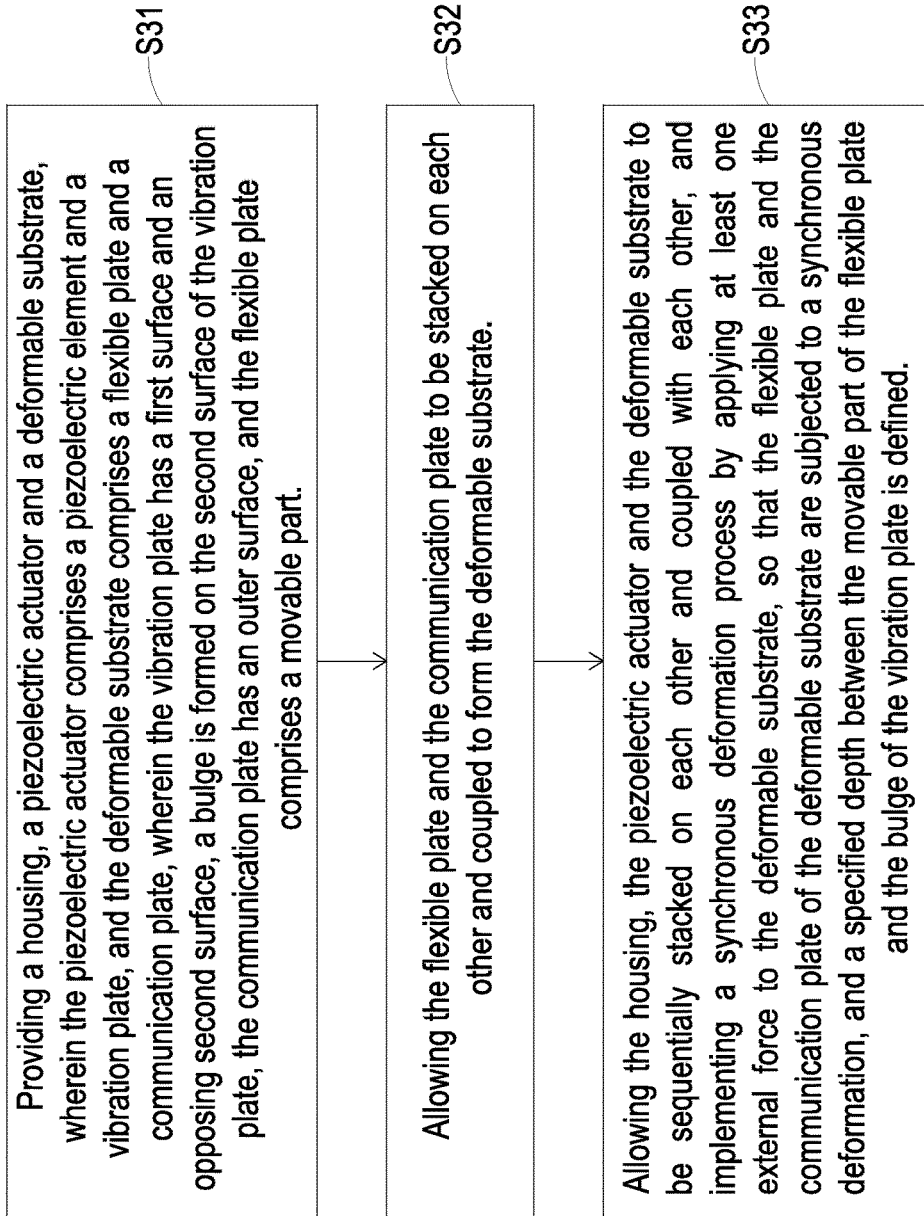 Providing a housing, a piezoelectric actuator and a deformable substrate,
wherein the piezoelectric actuator comprises a piezoelectric element and a
vibration plate, and the deformable substrate comprises a flexible plate and a
communication plate, wherein the vibration plate has a first surface and an
opposing second surface, a bulge is formed on the second surface of the vibration
plate, the communication plate has an outer surface, and the flexible plate
comprises a movable part.
S31
Allowing the flexible plate and the communication plate to be stacked on each
other and coupled to form the deformable substrate.
S32
Allowing the housing, the piezoelectric actuator and the deformable substrate to
be sequentially stacked on each other and coupled with each other, and
implementing a synchronous deformation process by applying at least one
external force to the deformable substrate, so that the flexible plate and the
communication plate of the deformable substrate are subjected to a synchronous
deformation, and a specified depth between the movable part of the flexible plate
and the bulge of the vibration plate is defined.
S33